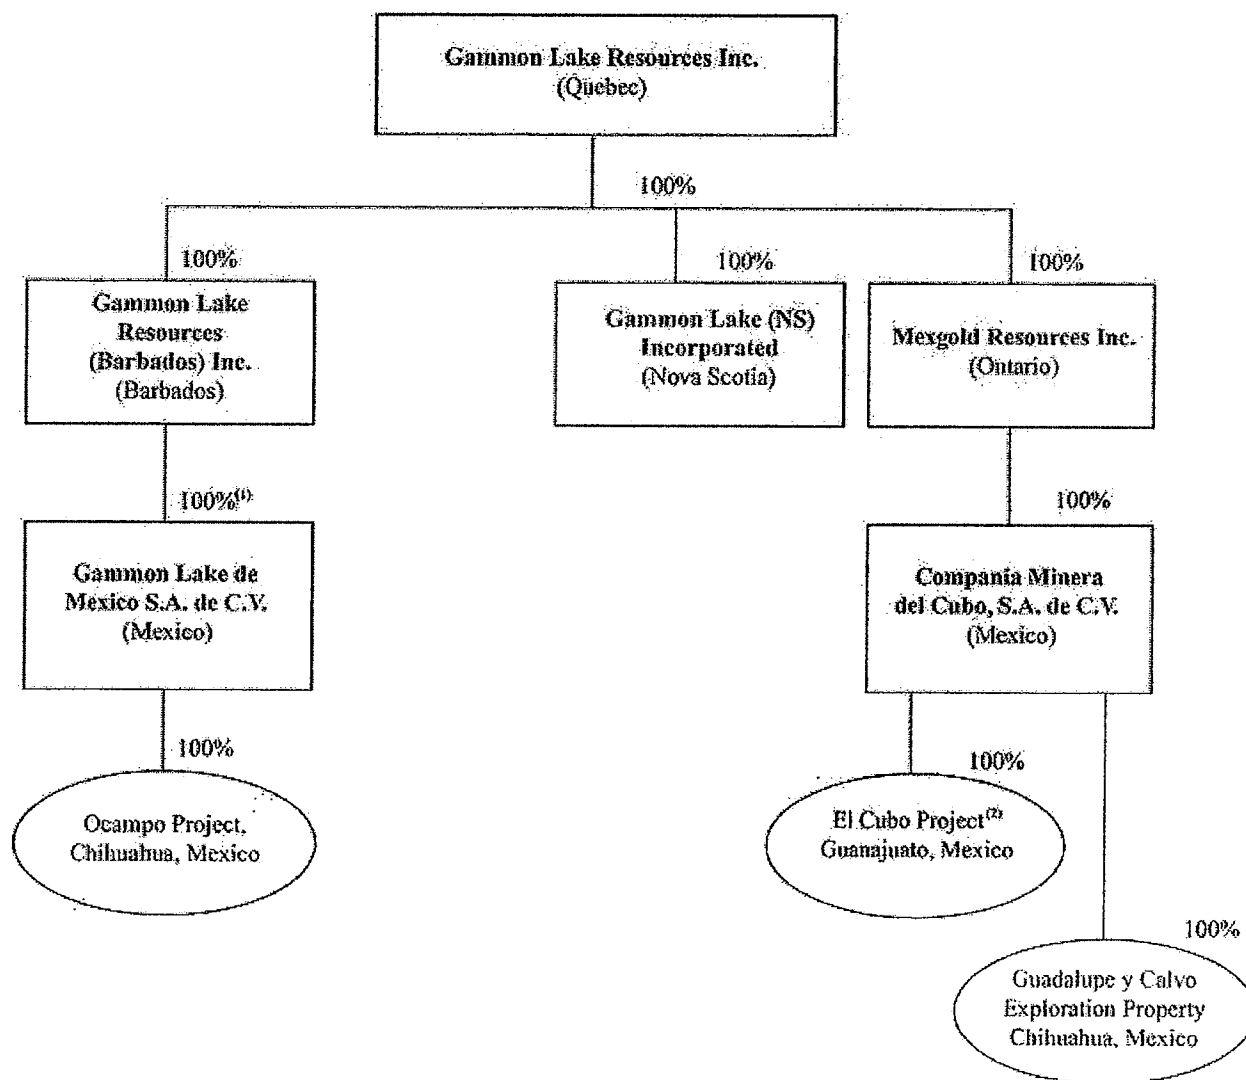 Gammon Lake Resources Inc.
(Quebec)
100%
100%
100%
100%
Gammon Lake
Resources
(Barbados) Inc.
(Barbados)
Gammon Lake (NS)
Incorporated
(Nova Scotia)
Mexgold Resources Inc.
(Ontario)
100%(1)
100%
Gammon Lake de
Mexico S.A. de C.V.
(Mexico)
Compania Minera
del Cubo, S.A. de C.V.
(Mexico)
100%
100%
Ocampo Project,
Chihuahua, Mexico
El Cubo Project(2)
Guanajuato, Mexico
100%
Guadalupe y Calvo
Exploration Property
Chihuahua, Mexico